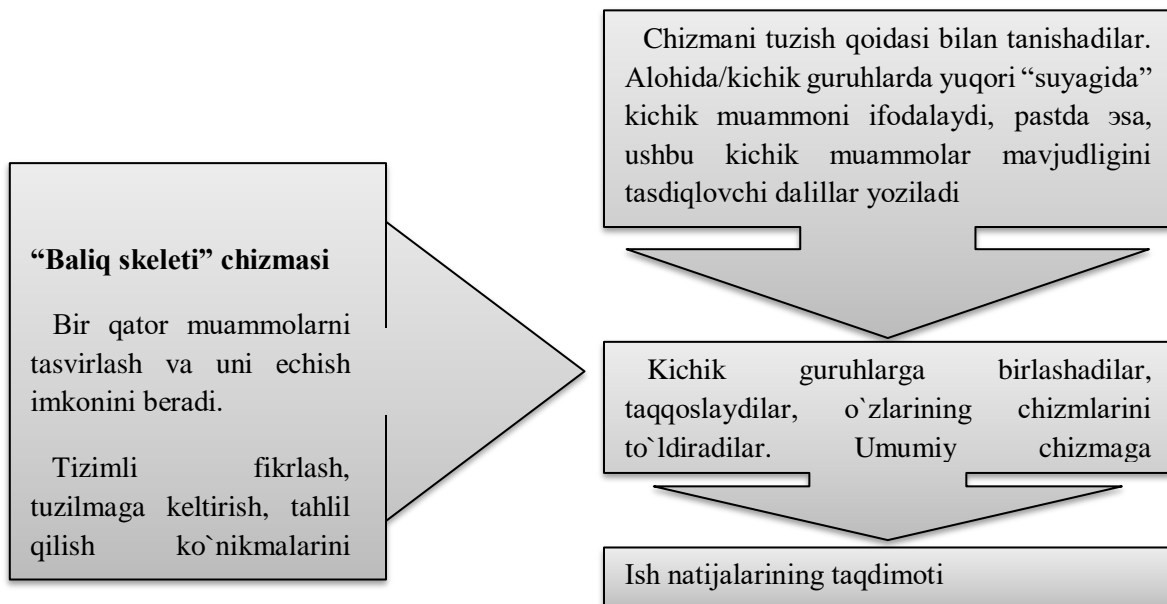 “Baliq skeleti” chizmasi
Bir qator muammolarni
tasvirlash va uni echish
imkonini beradi.
Tizimli fikrlash,
tuzilmaga keltirish, tahlil
qilish ko`nikmalarini
Chizmani tuzish qoidasi bilan tanishadilar.
Alohida/kichik guruhlarda yuqori “suyagida”
kichik muammoni ifodalaydi, pastda эsa,
ushbu kichik muammolar mavjudligini
tasdiqlovchi dalillar yoziladi
Kichik guruhlarga birlashadilar,
taqqoslaydilar, o`zlarining chizmlarini
to`ldiradilar. Umumiy chizmaga
Ish natijalarining taqdimoti